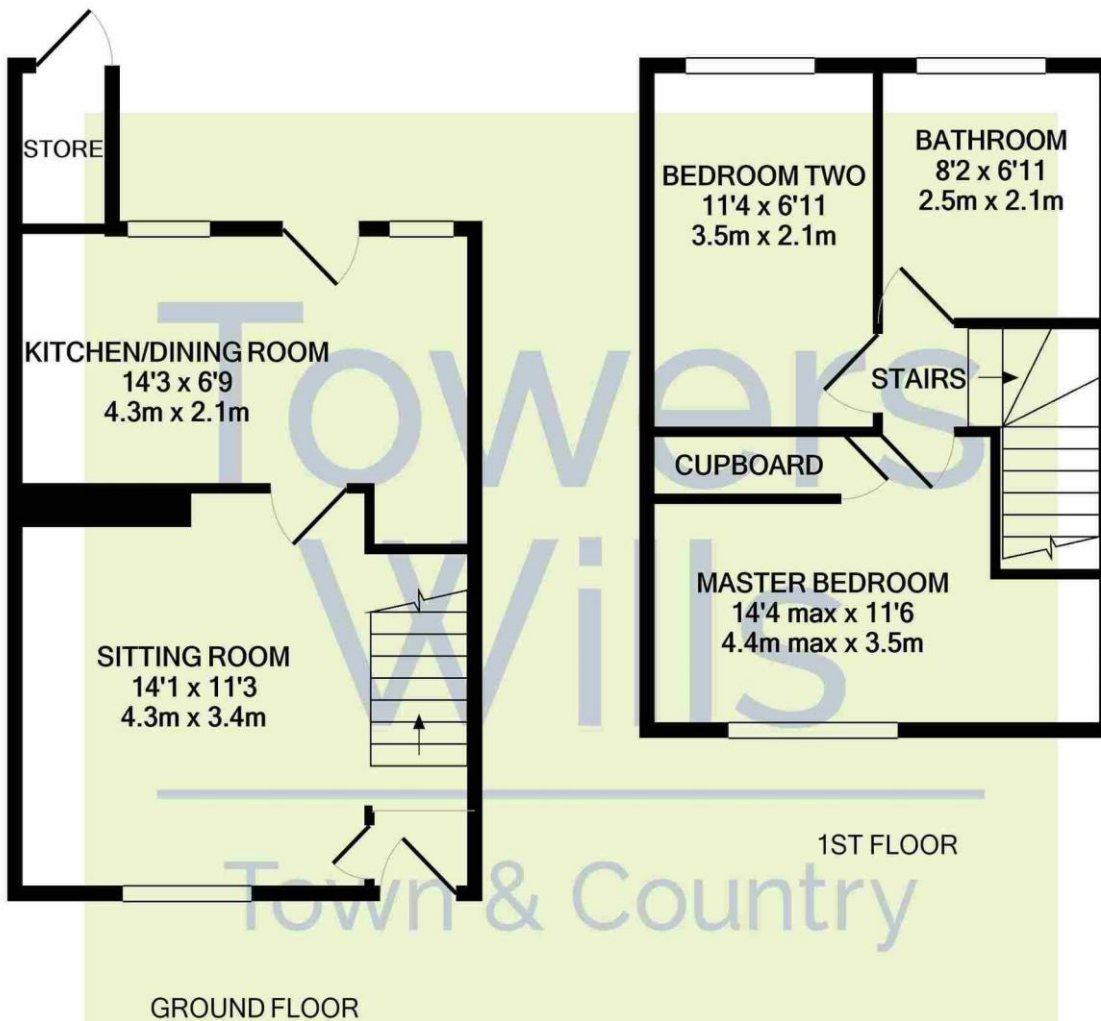 STORE
KITCHEN/DINING ROOM
14'3 x 6'9
4.3m x 2.1m
SITTING ROOM
14'1 x 11'3
4.3m x 3.4m
GROUND FLOOR
BEDROOM TWO
11'4 x 6'11
3.5m x 2.1m
BATHROOM
8'2 x 6'11
2.5m x 2.1m
STAIRS
CUPBOARD
MASTER BEDROOM
14'4 max x 11'6
4.4m max x 3.5m
1ST FLOOR
Towers
Wills
Town & Country